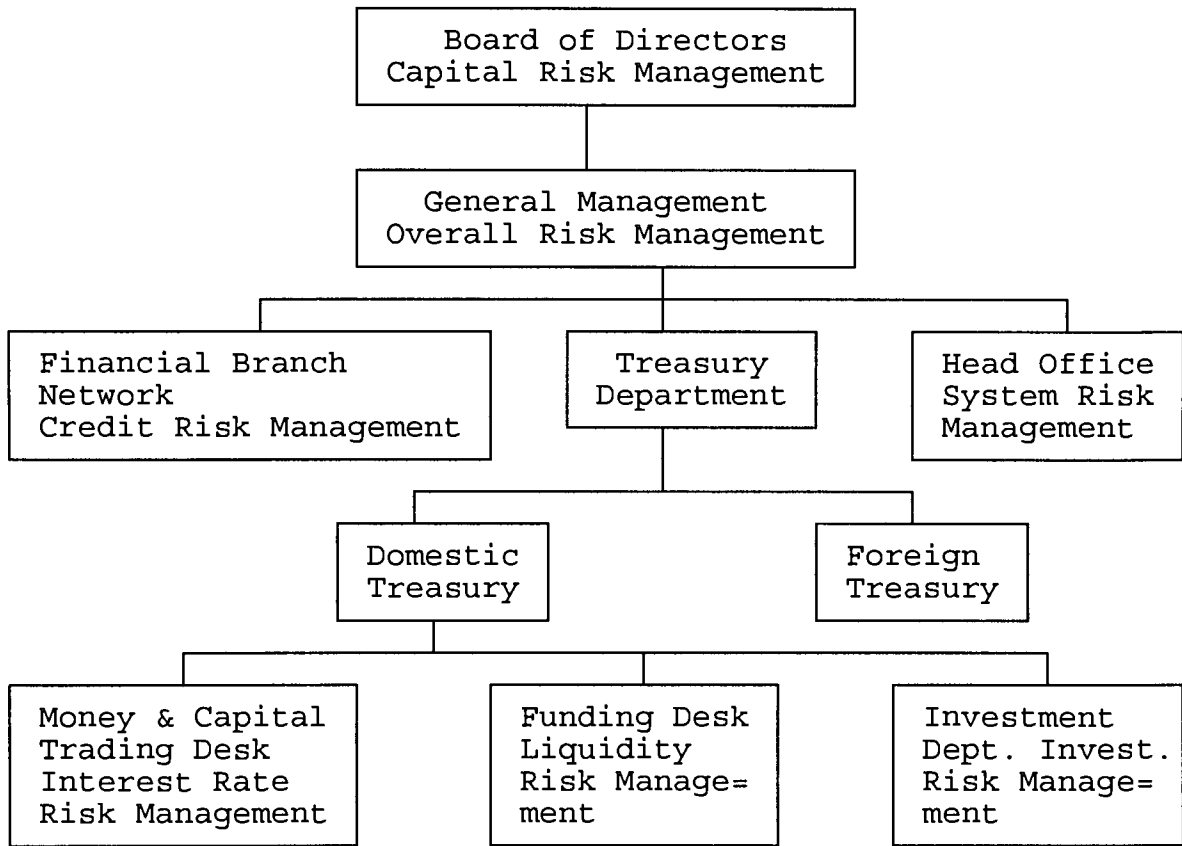 Board of Directors
Capital Risk Management
General Management
Overall Risk Management
Financial Branch
Network
Credit Risk Management
Treasury
Department
Head Office
System Risk
Management
Domestic
Treasury
Foreign
Treasury
Money & Capital
Trading Desk
Interest Rate
Risk Management
Funding Desk
Liquidity
Risk Manage=
ment
Investment
Dept. Invest.
Risk Manage=
ment